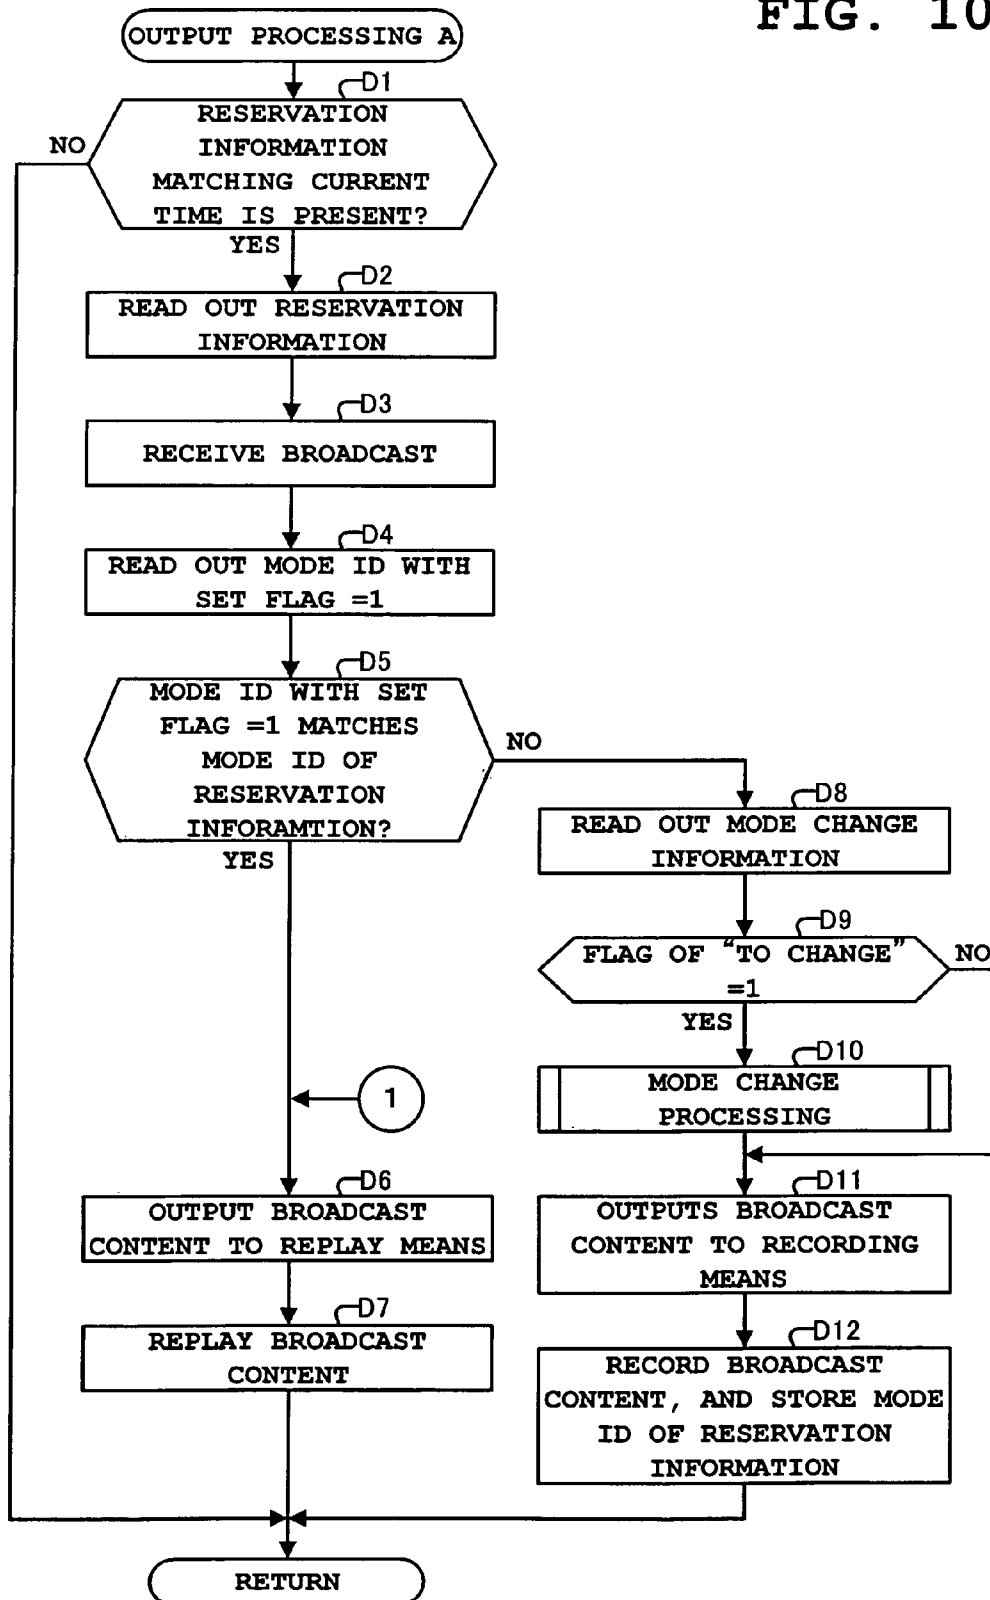 FIG. 10
OUTPUT PROCESSING A
D1
RESERVATION
INFORMATION
MATCHING CURRENT
TIME IS PRESENT?
NO
YES
D2
READ OUT RESERVATION
INFORMATION
D3
RECEIVE BROADCAST
D4
READ OUT MODE ID WITH
SET FLAG =1
D5
MODE ID WITH SET
FLAG =1 MATCHES
MODE ID OF
RESERVATION
INFORAMTION?
NO
YES
D8
READ OUT MODE CHANGE
INFORMATION
D9
FLAG OF “TO CHANGE”
=1
NO
YES
D10
MODE CHANGE
PROCESSING
1
D6
OUTPUT BROADCAST
CONTENT TO REPLAY MEANS
D7
REPLAY BROADCAST
CONTENT
D11
OUTPUTS BROADCAST
CONTENT TO RECORDING
MEANS
D12
RECORD BROADCAST
CONTENT, AND STORE MODE
ID OF RESERVATION
INFORMATION
RETURN